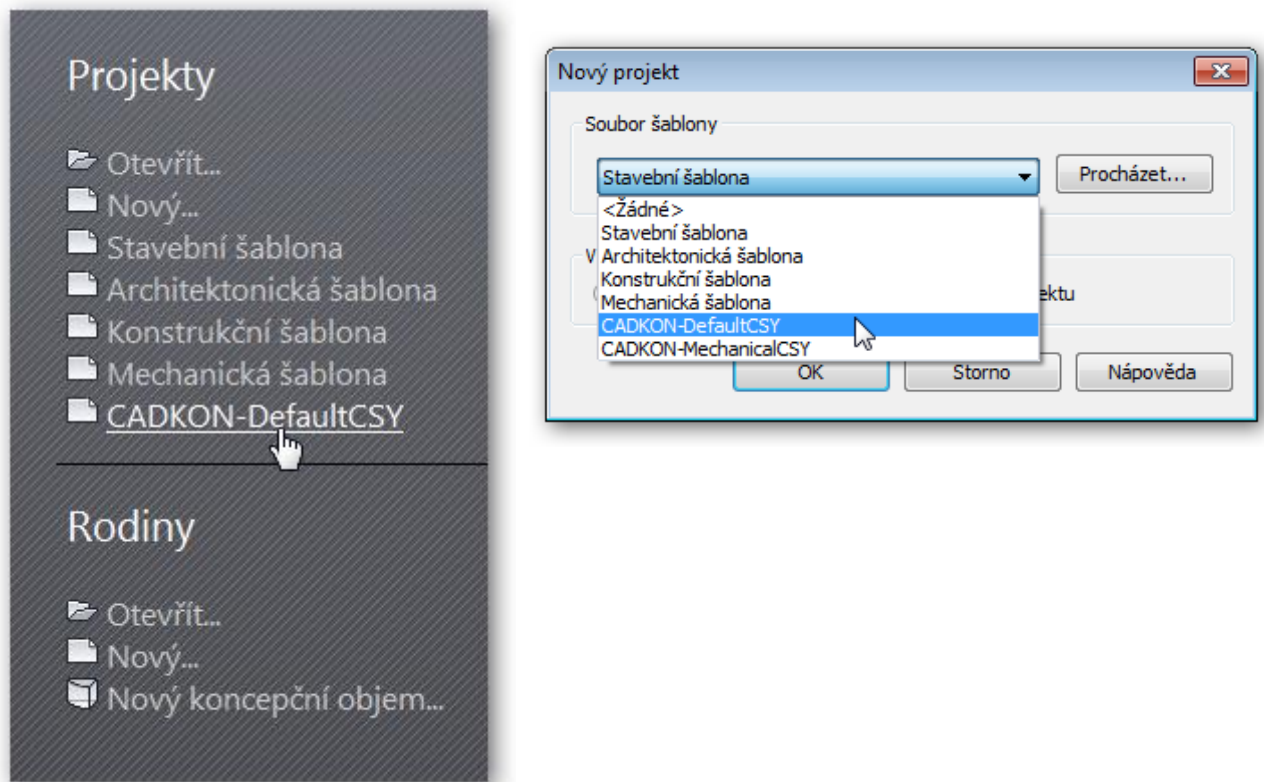 Projekty
Otevřít...
Nový...
Stavební šablona
Architektonická šablona
Konstrukční šablona
Mechanická šablona
CADKON-DefaultCSY
Rodiny
Otevřít...
Nový...
Nový koncepční objem...
Nový projekt
Soubor šablony
Stavební šablona
Procházet...
<Žádné>
Stavební šablona
Architektonická šablona
Konstrukční šablona
Mechanická šablona
CADKON-DefaultCSY
CADKON-MechanicalCSY
OK
Storno
Nápověda